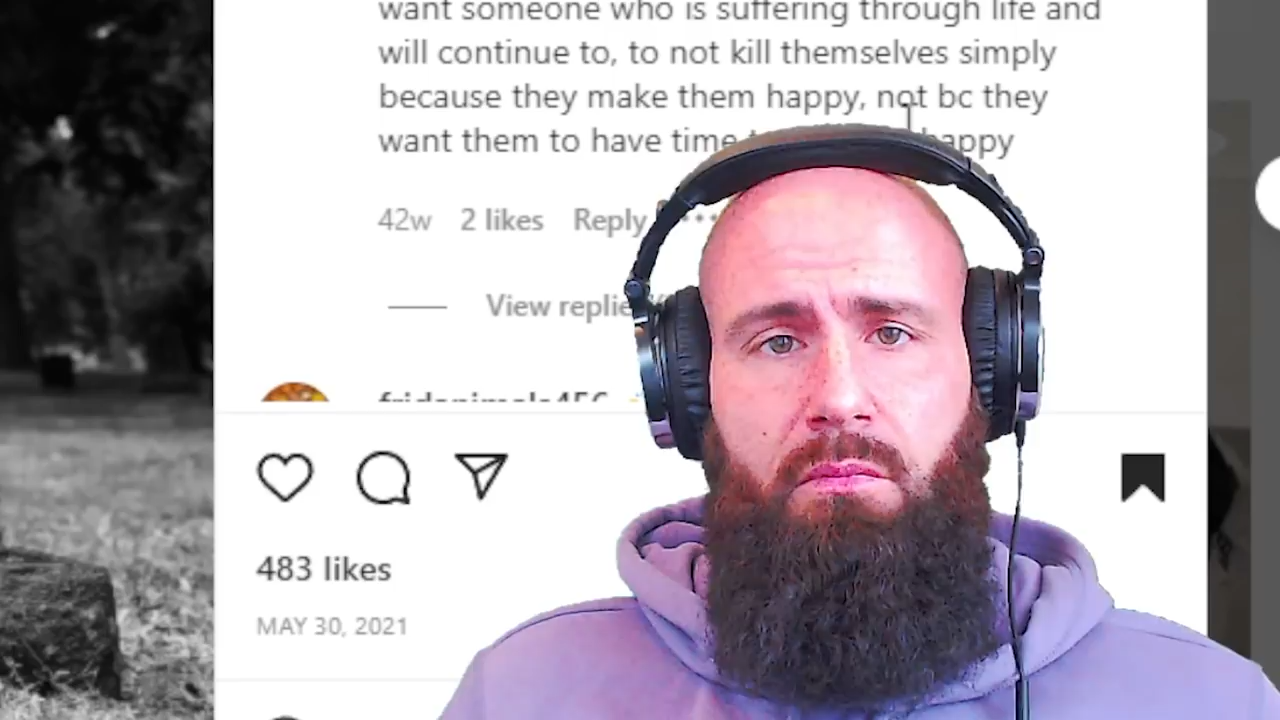 want someone who is suffering through life and
will continue to, to not kill themselves simply
because they make them happy, not bc they
want them to have time happy
42w 2 likes Reply
View replie
fridanimals456
483 likes
MAY 30, 2021